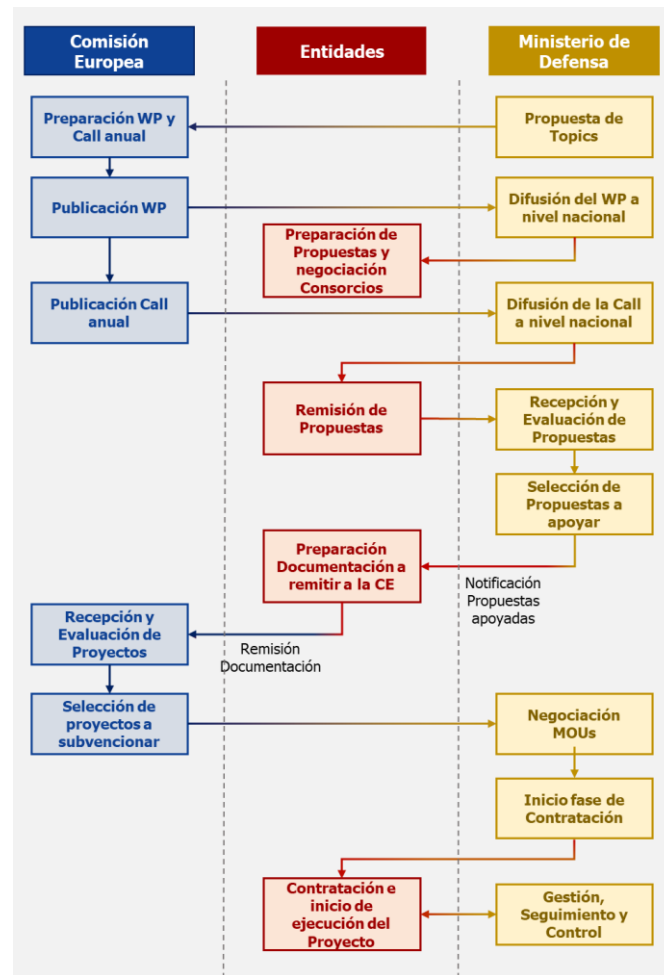 Comisión
Europea
Entidades
Ministerio de
Defensa
Preparación WP y
Call anual
Propuesta de
Topics
Publicación WP
Difusión del WP a
nivel nacional
Preparación de
Propuestas y
negociación
Consorcios
Publicación Call
anual
Difusión de la Call
a nivel nacional
Remisión de
Propuestas
Recepción y
Evaluación de
Propuestas
Selección de
Propuestas a
apoyar
Preparación
Documentación a
remitir a la CE
Notificación
Propuestas
apoyadas
Recepción y
Evaluación de
Proyectos
Remisión
Documentación
Selección de
proyectos a
subvencionar
Negociación
MOUs
Inicio fase de
Contratación
Contratación e
inicio de
ejecución del
Proyecto
Gestión,
Seguimiento y
Control